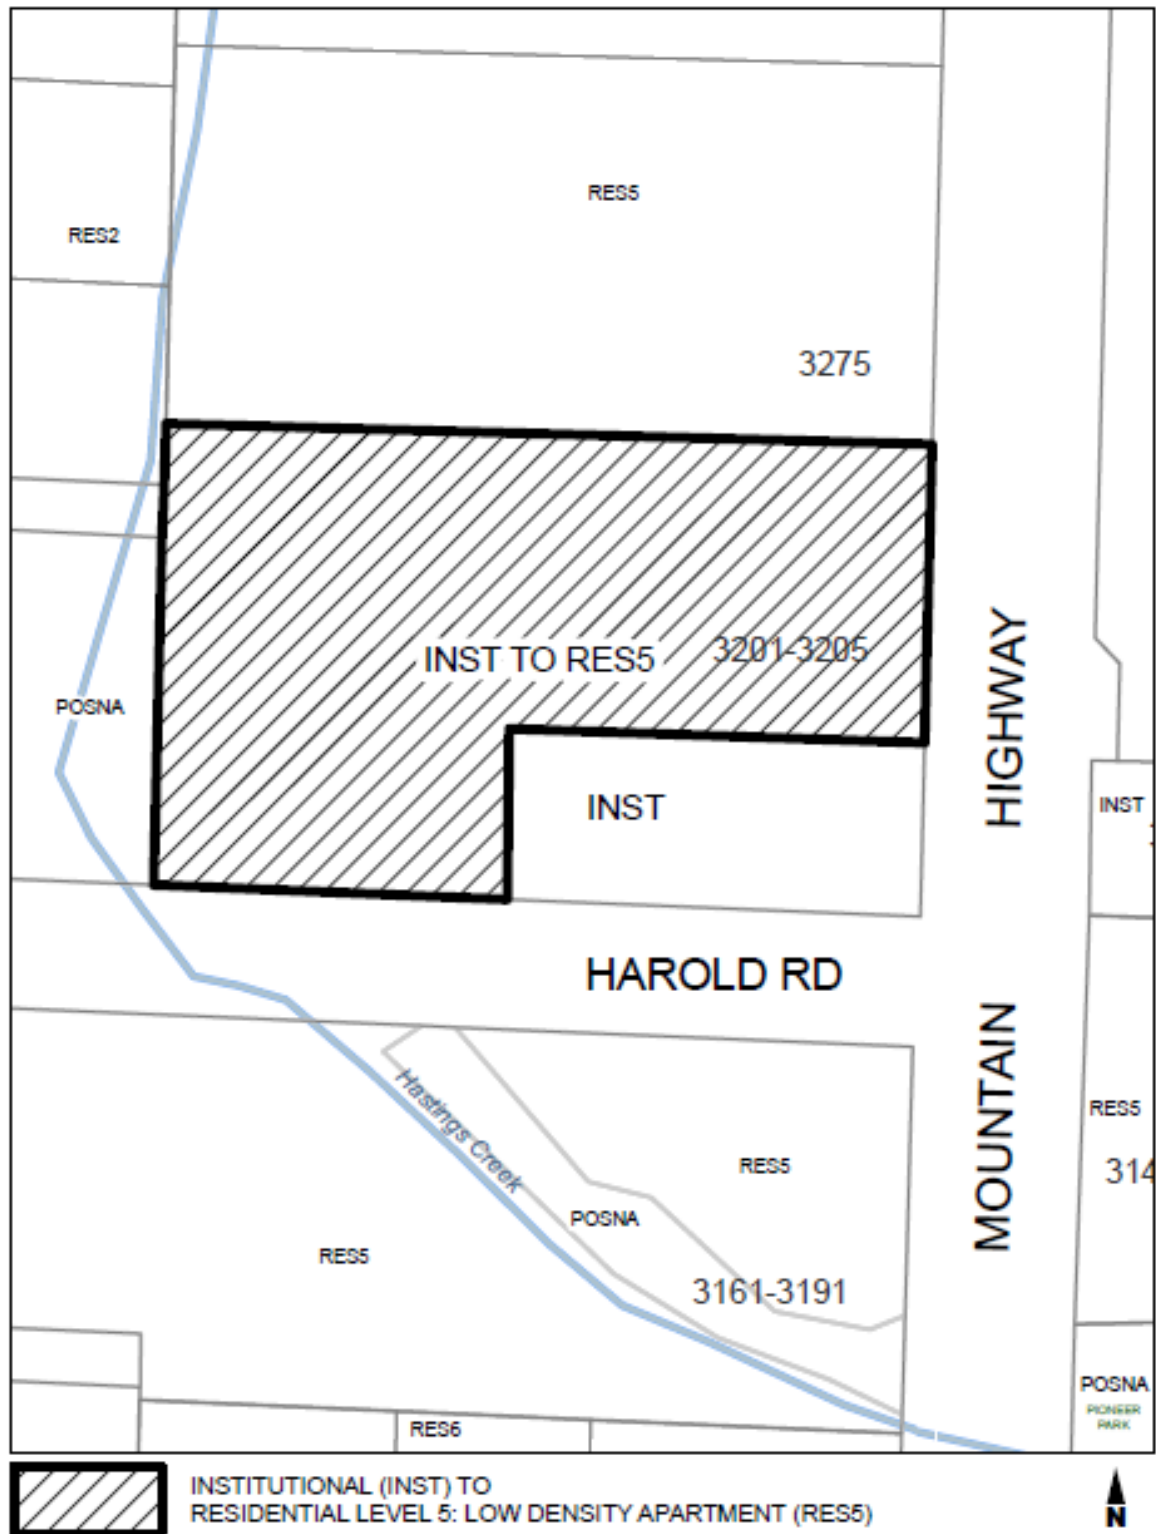 RES5
RES2
3275
INST TO RES5
3201-3205
POSNA
INST
INST
HIGHWAY
HAROLD RD
MOUNTAIN
Hastings Creek
RES5
314
RES5
POSNA
RES5
3161-3191
POSNA
PIONEER
PARK
RES6
INSTITUTIONAL (INST) TO
RESIDENTIAL LEVEL 5: LOW DENSITY APARTMENT (RES5)
N